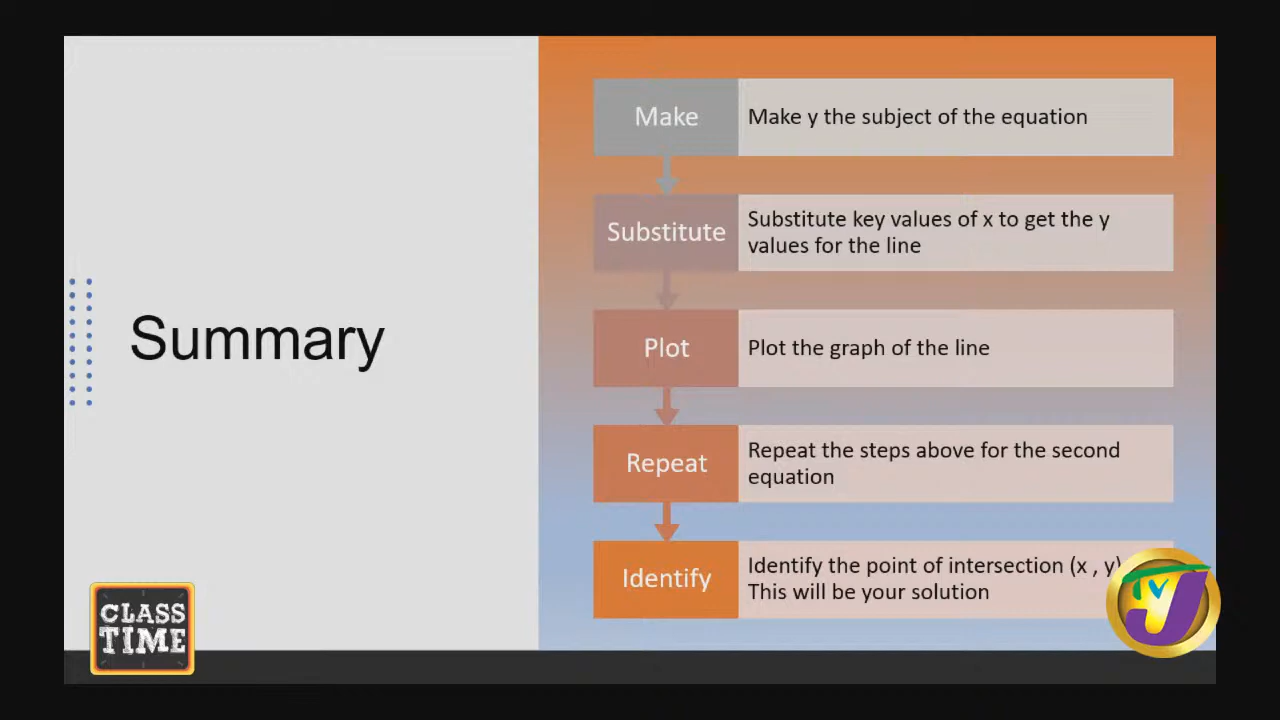 Summary
Make
Make y the subject of the equation
Substitute
Substitute key values of x to get the y
values for the line
Plot
Plot the graph of the line
Repeat
Repeat the steps above for the second
equation
Identify
Identify the point of intersection (x , y)
This will be your solution
CLASS
TIME
TVJ